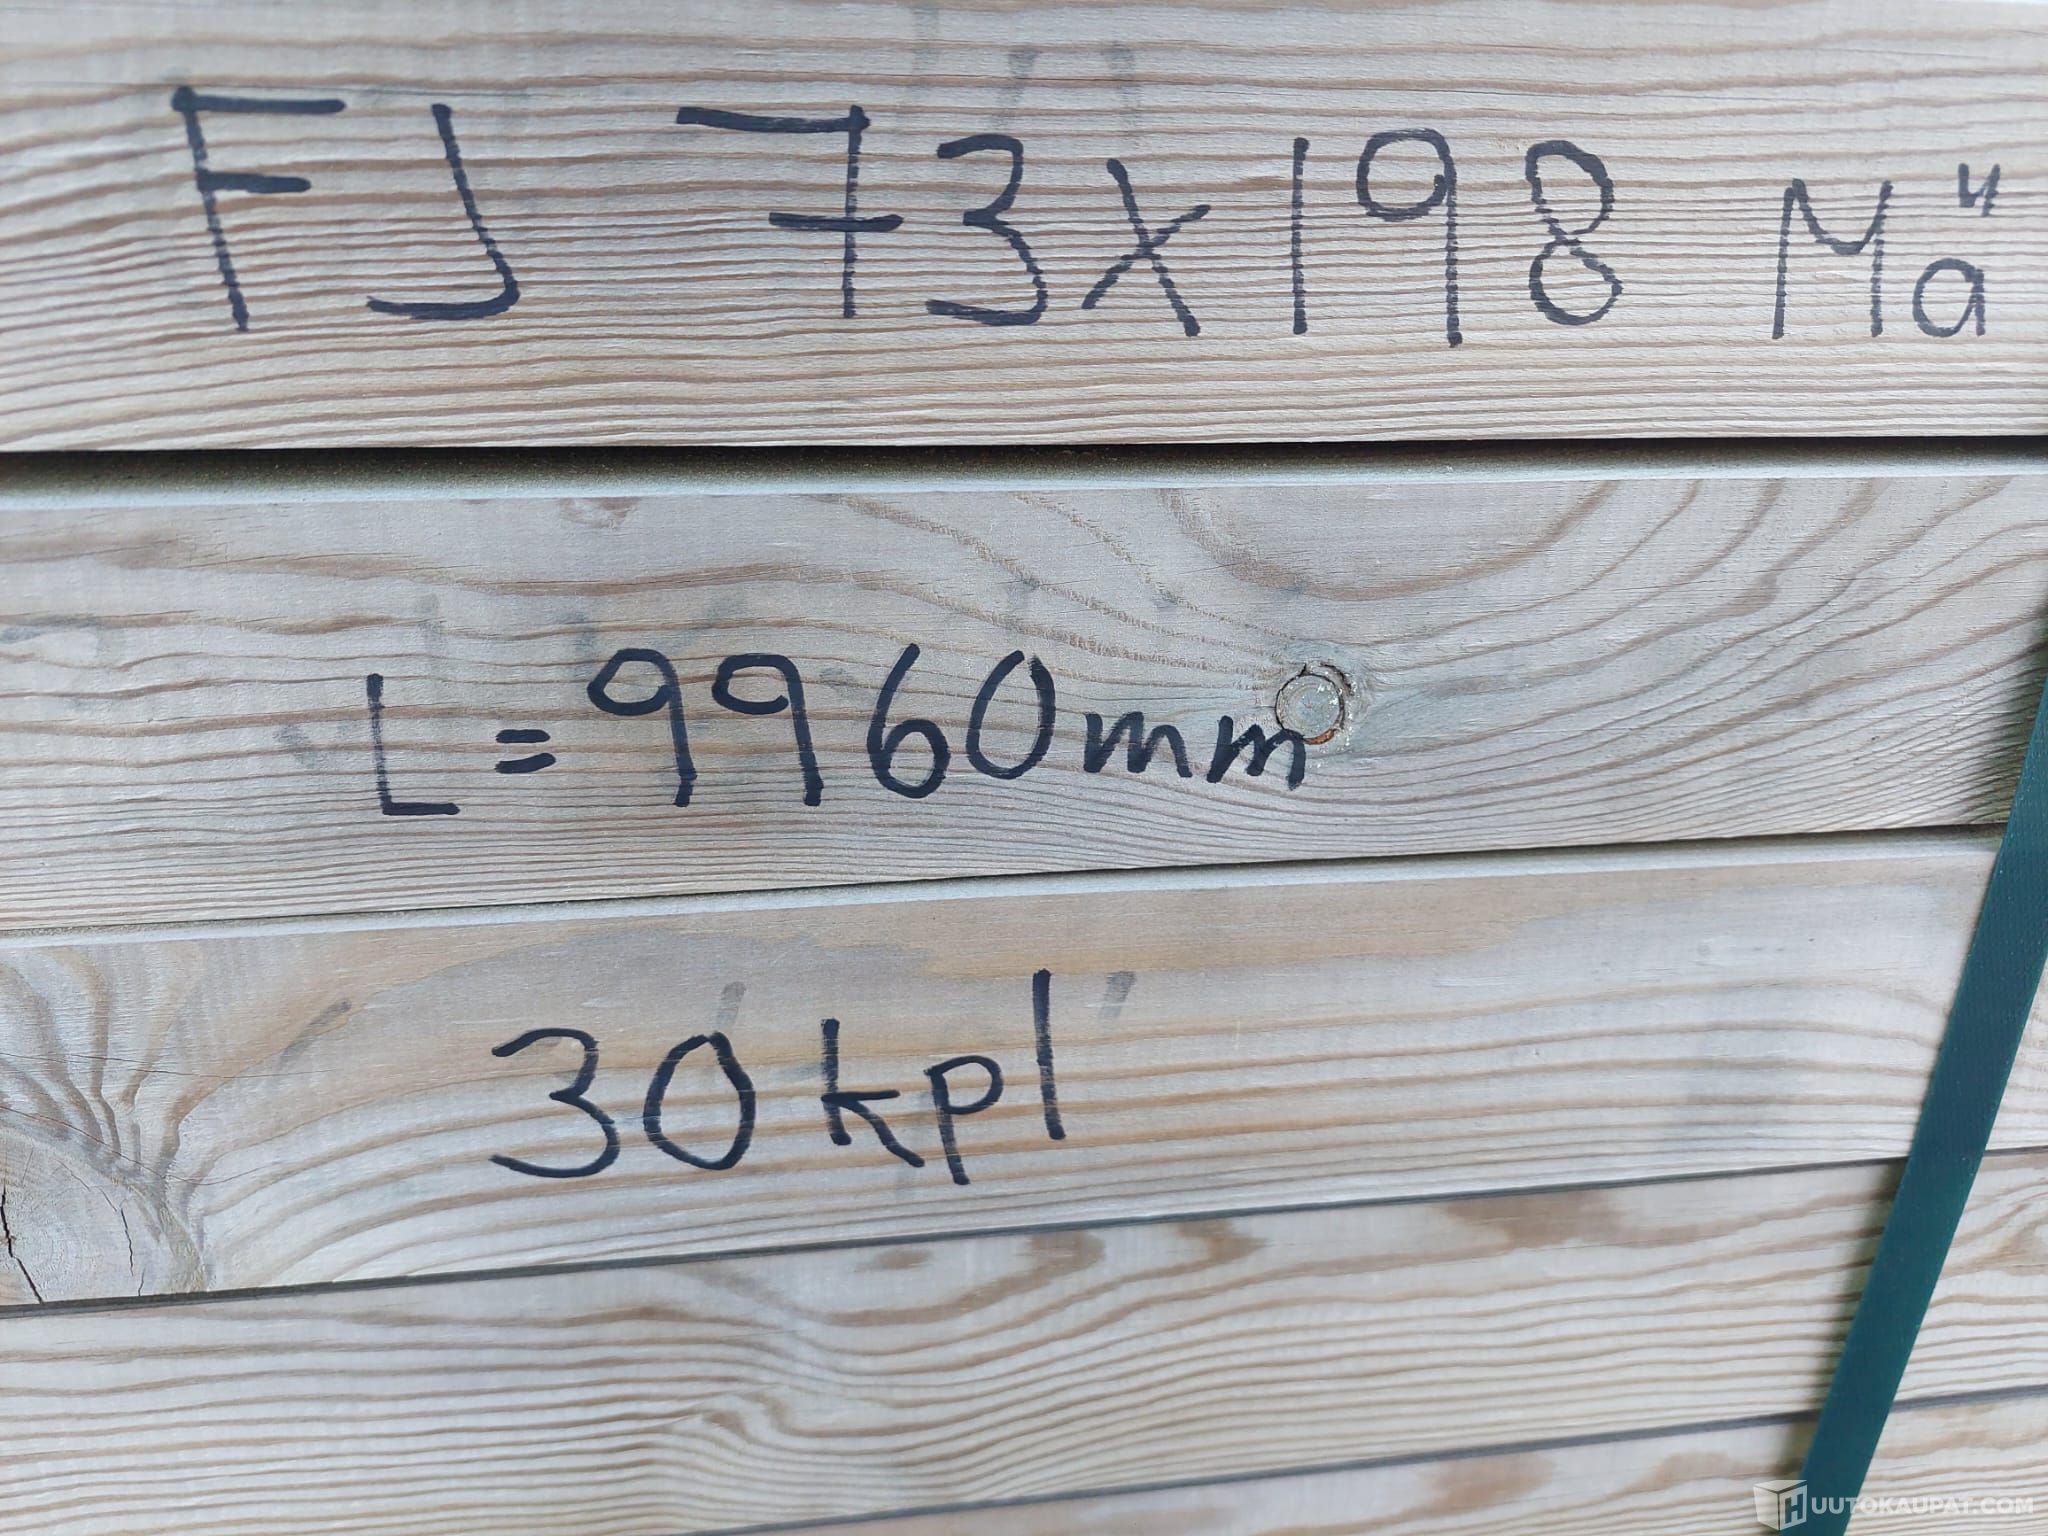 FJ 73x198 Mä
L=9960mm
30kpl
HUUTOKAUPAT.COM